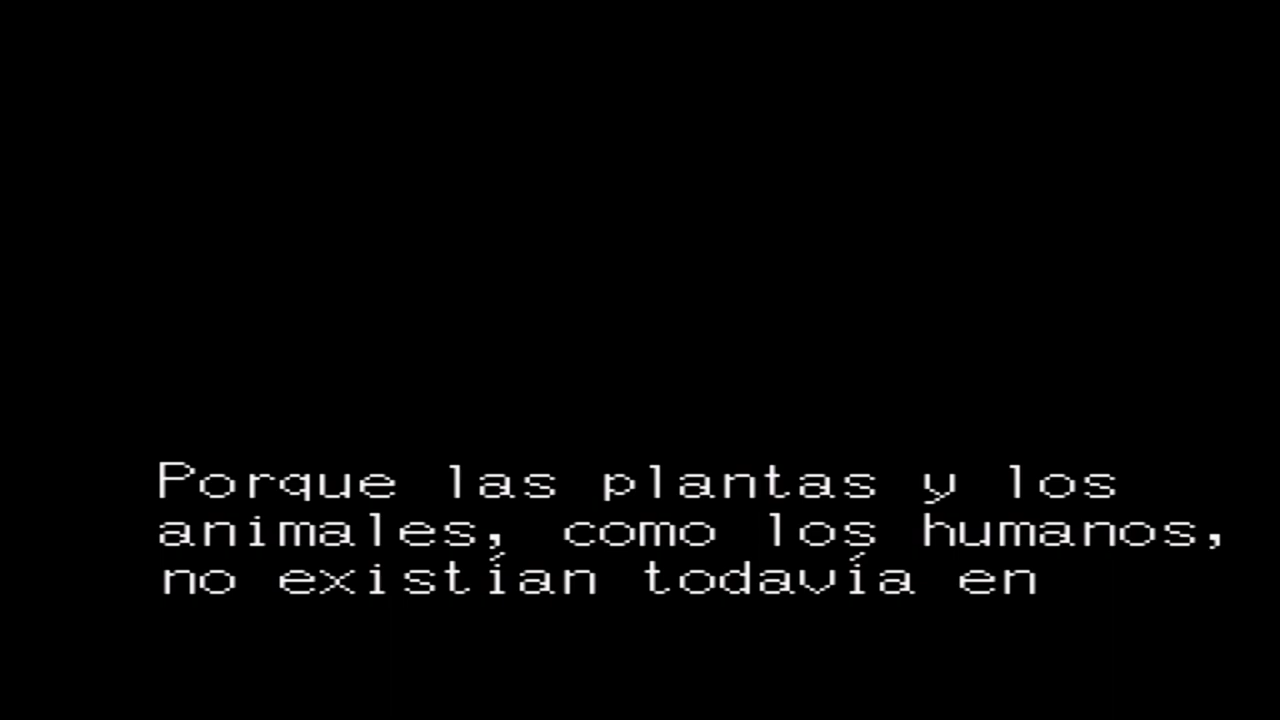 Porque las plantas y los
animales, como los humanos,
no existían todavía en